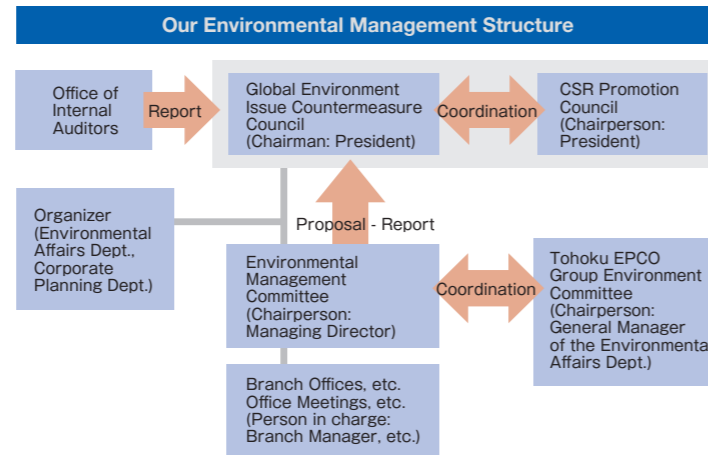 Our Environmental Management Structure
Office of
Internal
Auditors
Report
Global Environment
Issue Countermeasure
Council
(Chairman: President)
Coordination
CSR Promotion
Council
(Chairperson:
President)
Organizer
(Environmental
Affairs Dept.,
Corporate
Planning Dept.)
Proposal - Report
Environmental
Management
Committee
(Chairperson:
Managing Director)
Coordination
Tohoku EPCO
Group Environment
Committee
(Chairperson:
General Manager
of the Environmenta
Affairs Dept.)
Branch Offices, etc.
Office Meetings, etc.
(Person in charge:
Branch Manager, etc.)